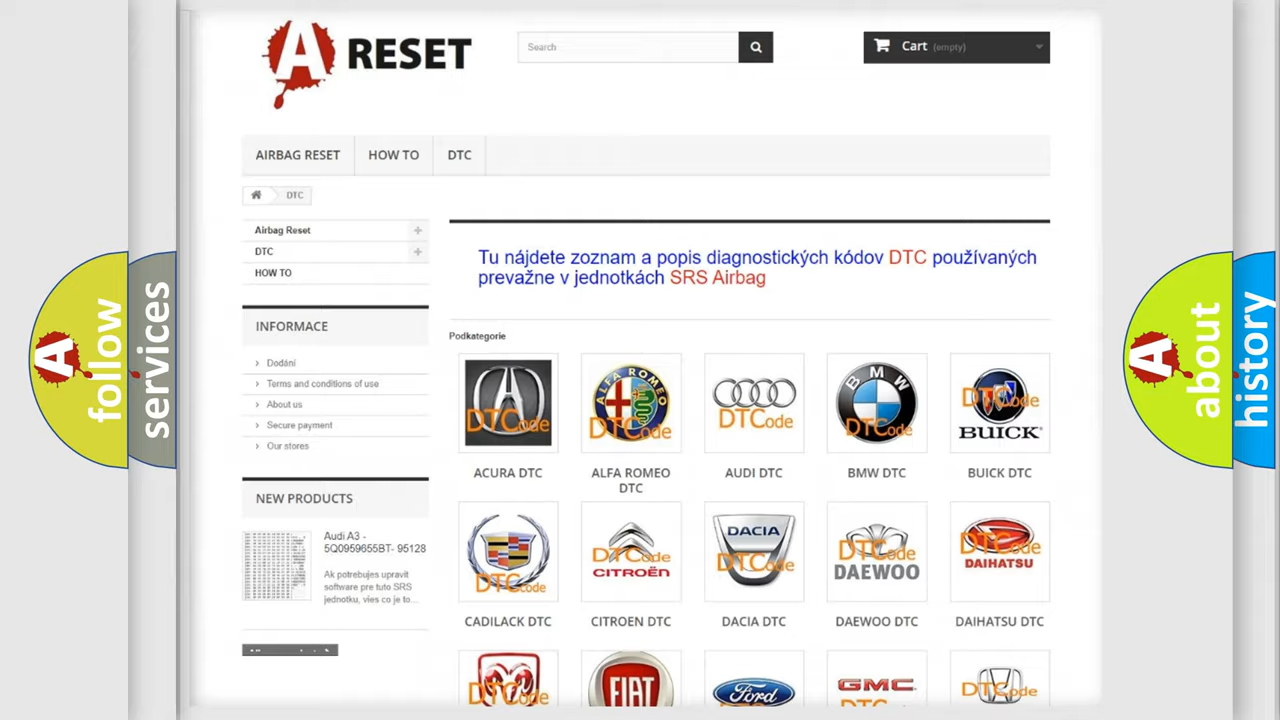 A RESET
Search
Cart (empty)
AIRBAG RESET
HOW TO
DTC
DTC
Airbag Reset
DTC
HOW TO
INFORMACE
Dodání
Terms and conditions of use
About us
Secure payment
Our stores
NEW PRODUCTS
Audi A3 -
5Q0959655BT- 95128
Ak potrebujes upravit
software pre tuto SRS
jednotku, vies co je to...
Tu nájdete zoznam a popis diagnostických kódov DTC používaných
prevažne v jednotkách SRS Airbag
Podkategorie
DTCode
ALFA ROMEO
DTCode
DTCode
BMW
DTCode
DTCode
BUICK
ACURA DTC
ALFA ROMEO
DTC
AUDI DTC
BMW DTC
BUICK DTC
DTCode
DTCode
CITROËN
DACIA
DTCode
DTCode
DAEWOO
DTCode
DAIHATSU
CADILACK DTC
CITROEN DTC
DACIA DTC
DAEWOO DTC
DAIHATSU DTC
DTCode
FIAT
Ford
GMC
DTCode
A follow
services
A about
history